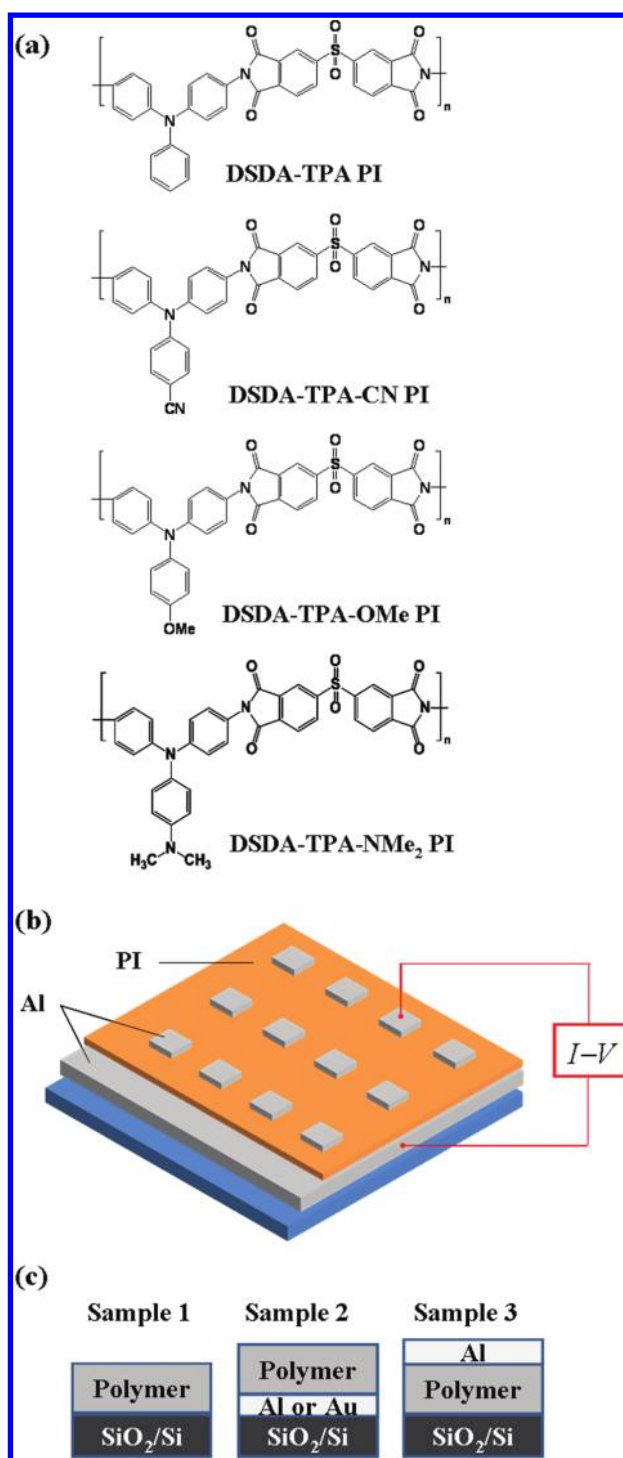 (a)
O O O O O
N S N
O O n
N
DSDA-TPA PI
O O O O O
N S N
O O n
N
CN
DSDA-TPA-CN PI
O O O O O
N S N
O O n
N
OMe
DSDA-TPA-OMe PI
O O O O O
N S N
O O n
N
N
H₃C CH₃
DSDA-TPA-NMe₂ PI
(b)
PI
Al
I–V
(c)
Sample 1 Sample 2 Sample 3
Al
Polymer Polymer Polymer
Al or Au
SiO₂/Si SiO₂/Si SiO₂/Si